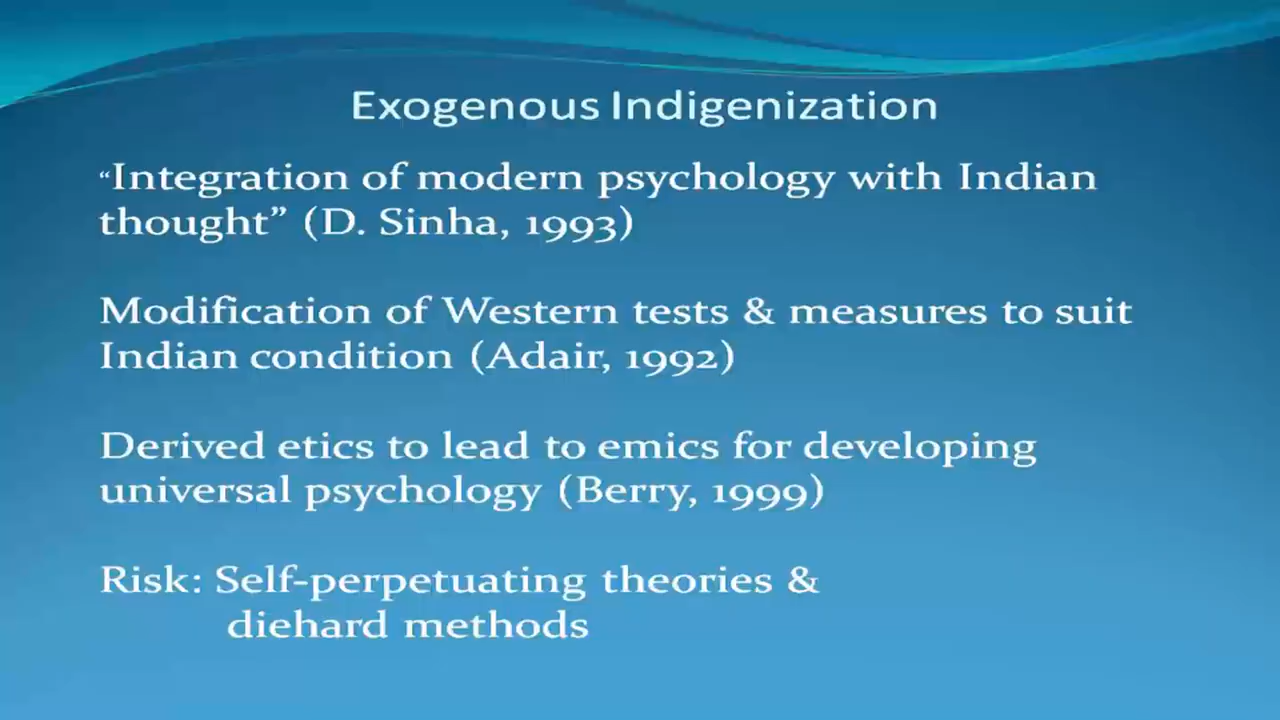 Exogenous Indigenization
“Integration of modern psychology with Indian
thought” (D. Sinha, 1993)
Modification of Western tests & measures to suit
Indian condition (Adair, 1992)
Derived etics to lead to emics for developing
universal psychology (Berry, 1999)
Risk: Self-perpetuating theories &
diehard methods